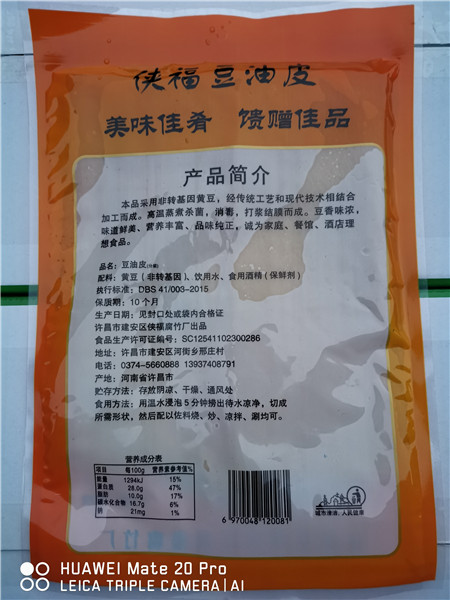 侠福豆油皮
美味佳肴 馈赠佳品
产品简介
本品采用非转基因黄豆，经传统工艺和现代技术相结合
加工而成。高温蒸煮杀菌，消毒，打浆结膜而成。豆香味浓，
味道鲜美、营养丰富、品味纯正，诚为家庭、餐馆、酒店理
想食品。
品名：豆油皮
配料：黄豆（非转基因）、饮用水、食用酒精（保鲜剂）
执行标准：DBS 41/003-2015
保质期：10个月
生产日期：见封口处或袋内合格证
许昌市建安区侠福腐竹厂出品
食品生产许可证编号：SC12541102300286
地址：许昌市建安区河街乡邢庄村
电话：0374-5660888 13937408791
产地：河南省许昌市
贮存方法：存放阴凉、干燥、通风处
食用方法：用温水浸泡5分钟捞出待水凉净，切成
所需形状，然后配以佐料烧、炒、凉拌、涮均可。
营养成分表
项目 每100g 营养素参考值%
能量 1294kJ 15%
蛋白质 28.0g 47%
脂肪 10.0g 17%
碳水化合物 16.7g 6%
钠 21mg 1%
6 970048 120081
城市清洁，人民益康
HUAWEI Mate 20 Pro
LEICA TRIPLE CAMERA | AI